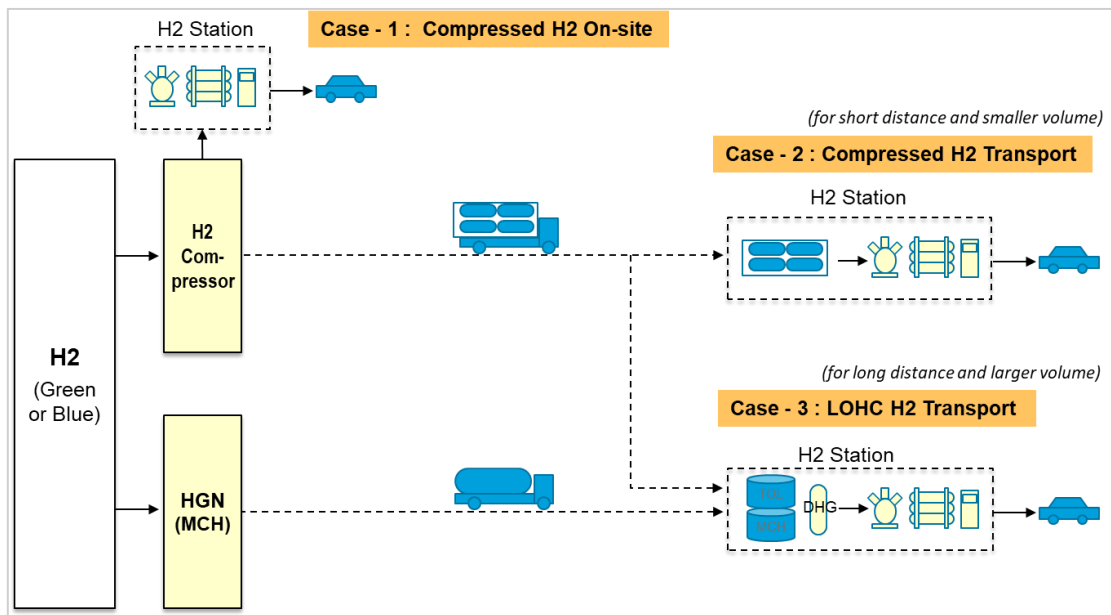 H2 Station
Case - 1 : Compressed H2 On-site
(for short distance and smaller volume)
Case - 2 : Compressed H2 Transport
H2 Station
H2
Com-
pressor
H2
(Green
or Blue)
(for long distance and larger volume)
Case - 3 : LOHC H2 Transport
H2 Station
HGN
(MCH)
DHG
MCH